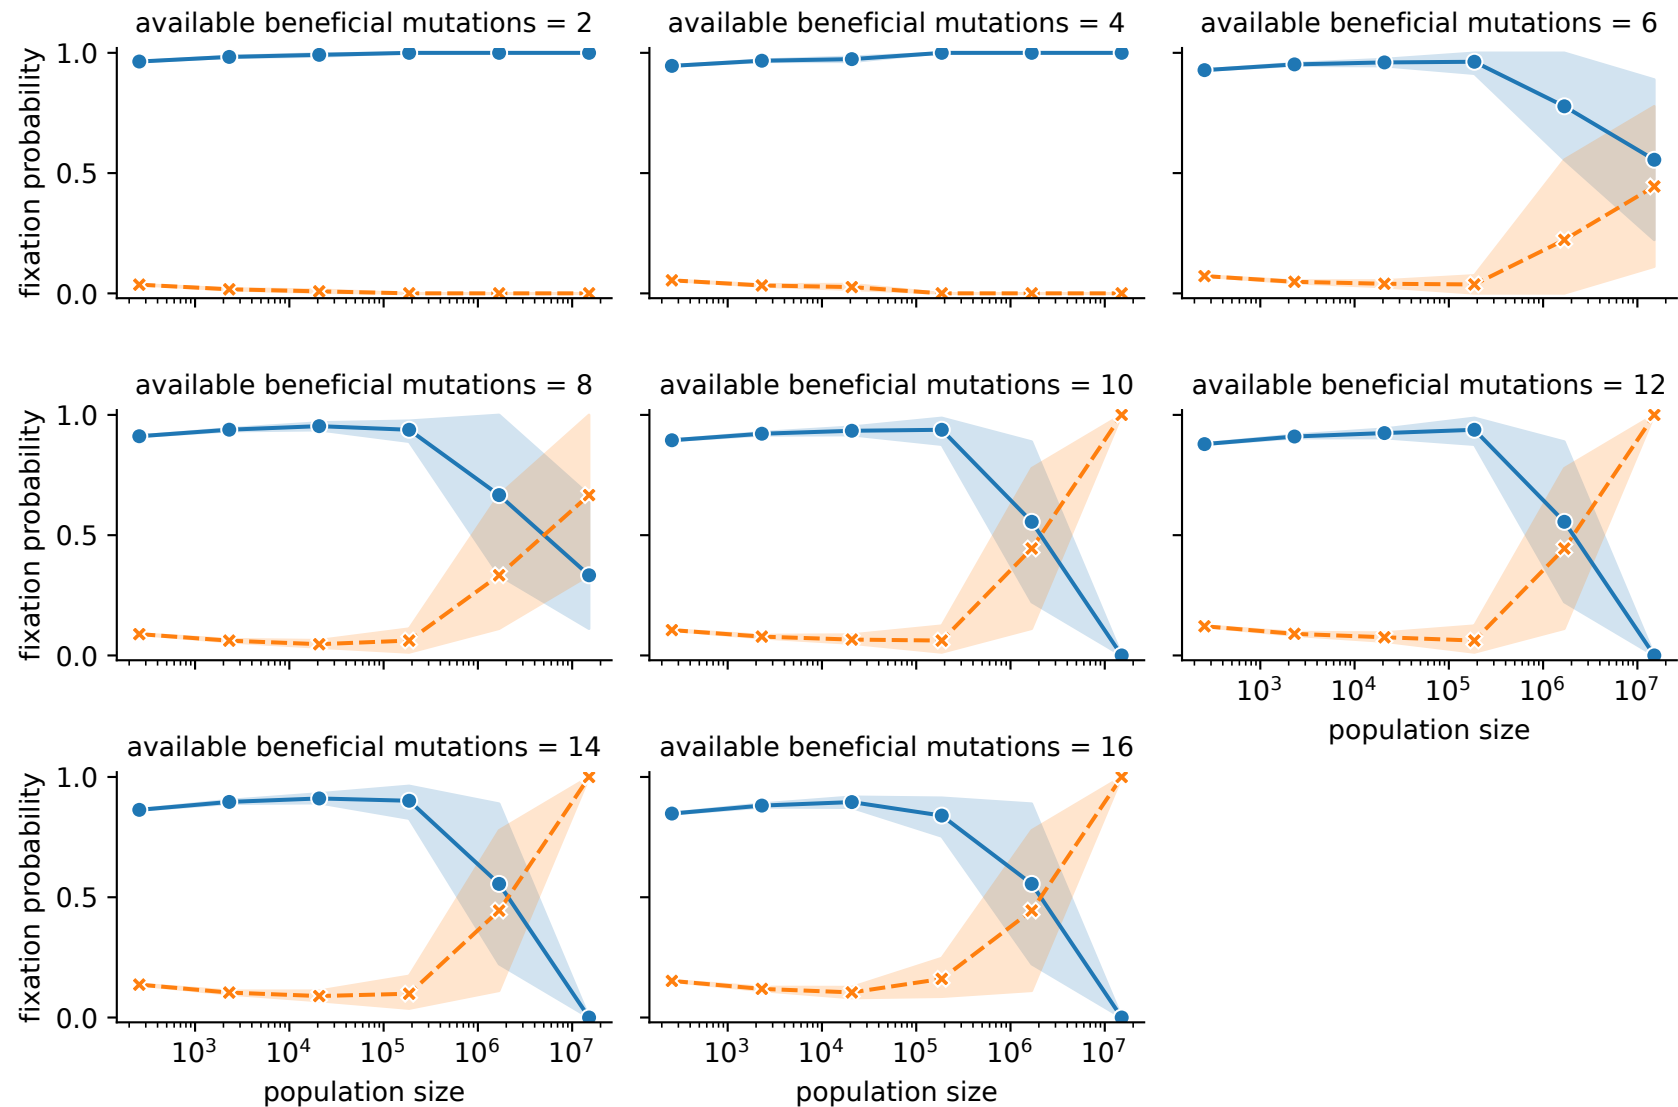 available beneficial mutations = 2
available beneficial mutations = 4
available beneficial mutations = 6
fixation probability
1.0
0.5
0.0
available beneficial mutations = 8
available beneficial mutations = 10
available beneficial mutations = 12
fixation probability
1.0
0.5
0.0
10³ 10⁴ 10⁵ 10⁶ 10⁷
population size
available beneficial mutations = 14
available beneficial mutations = 16
fixation probability
1.0
0.5
0.0
10³ 10⁴ 10⁵ 10⁶ 10⁷
population size
10³ 10⁴ 10⁵ 10⁶ 10⁷
population size